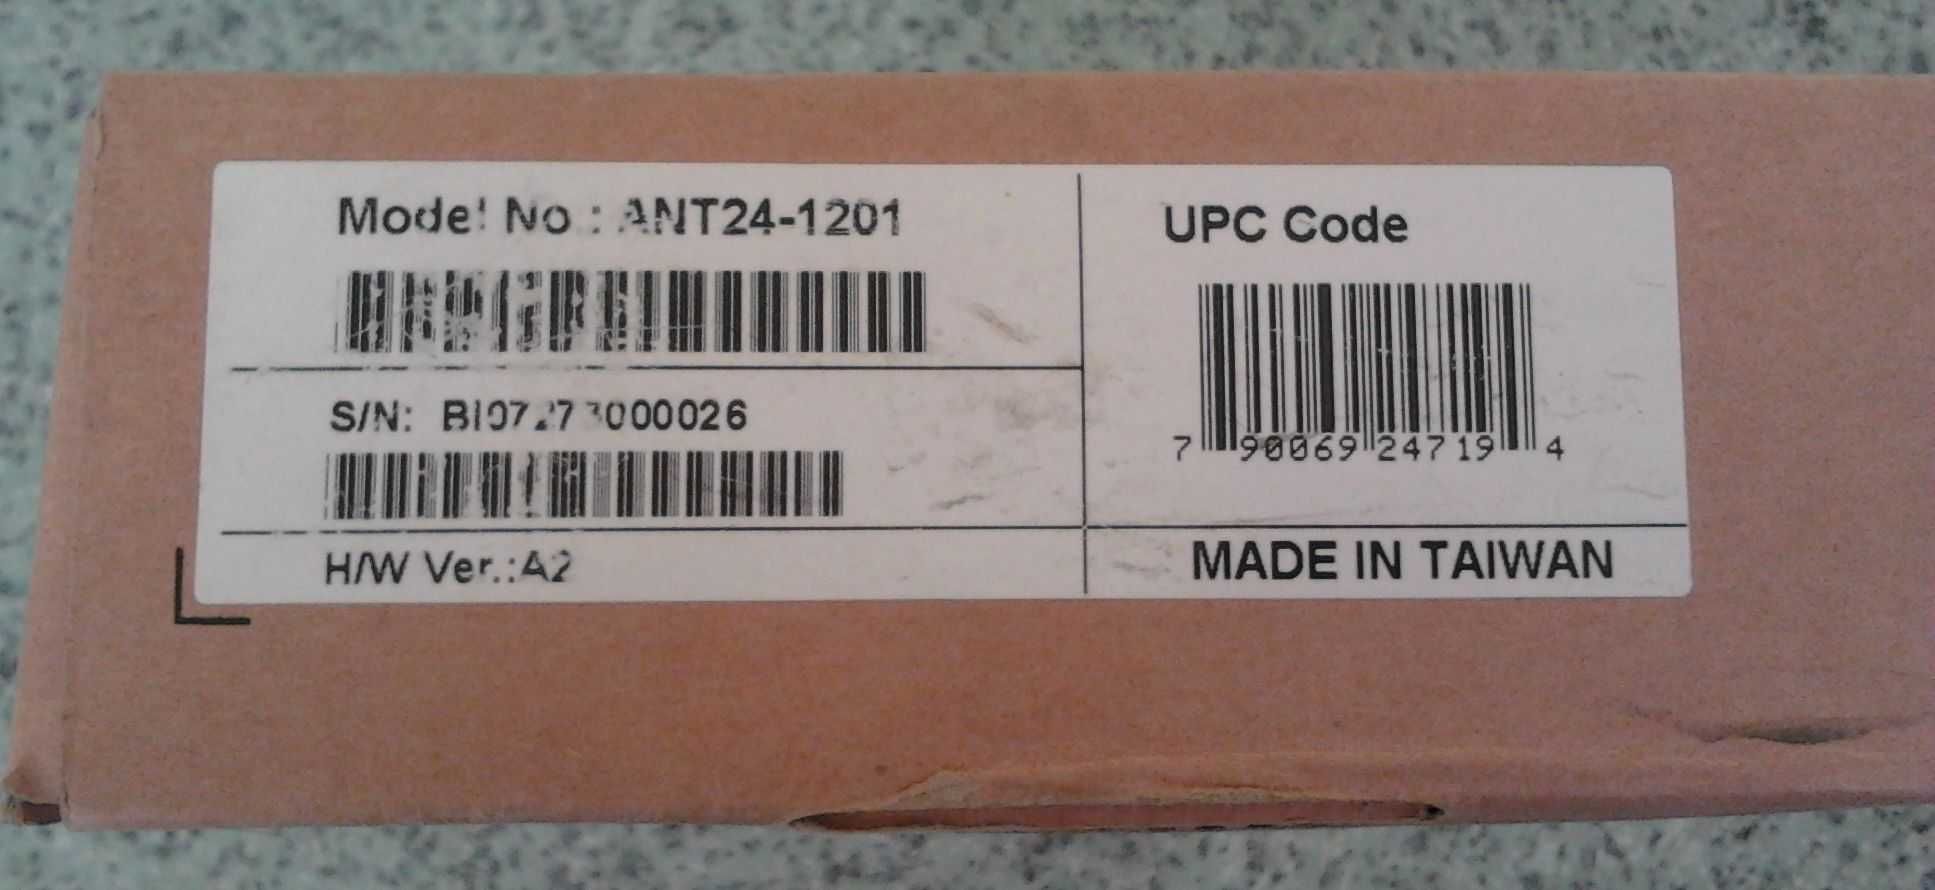 Model No.: ANT24-1201
S/N:
H/W Ver.:A2
UPC Code
7 90069 24719 4
MADE IN TAIWAN